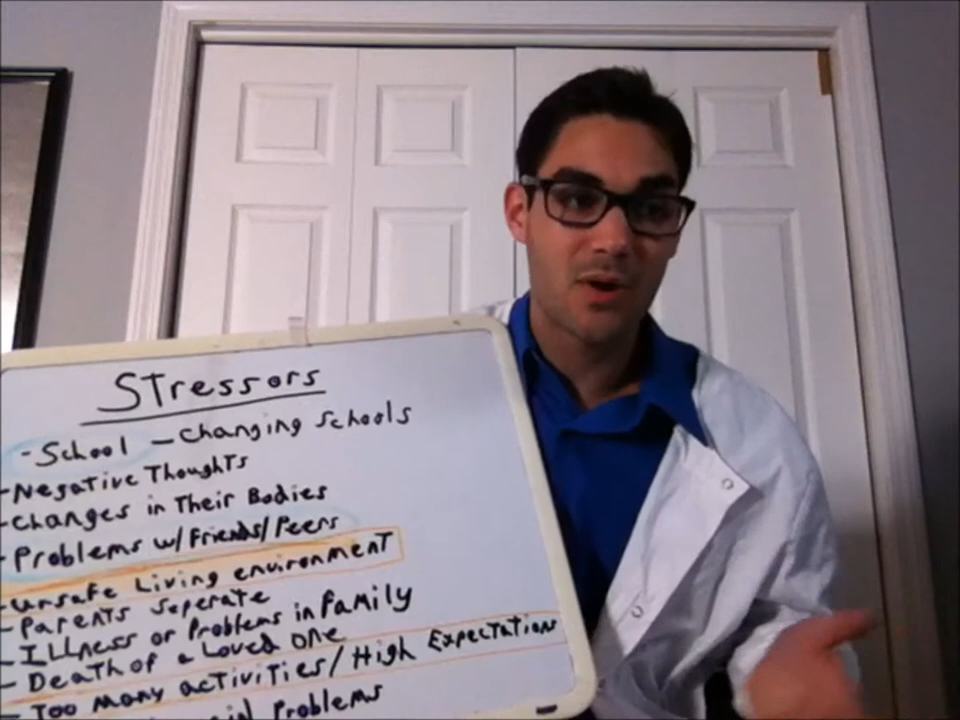 Stressors
- School - Changing Schools
- Negative Thoughts
- Changes in Their Bodies
- Problems w/ Friends/Peers
- unsafe Living environment
- Parents Seperate
- Illness or Problems in Family
- Death of a Loved One
- Too many activities/High Expectations
Problems